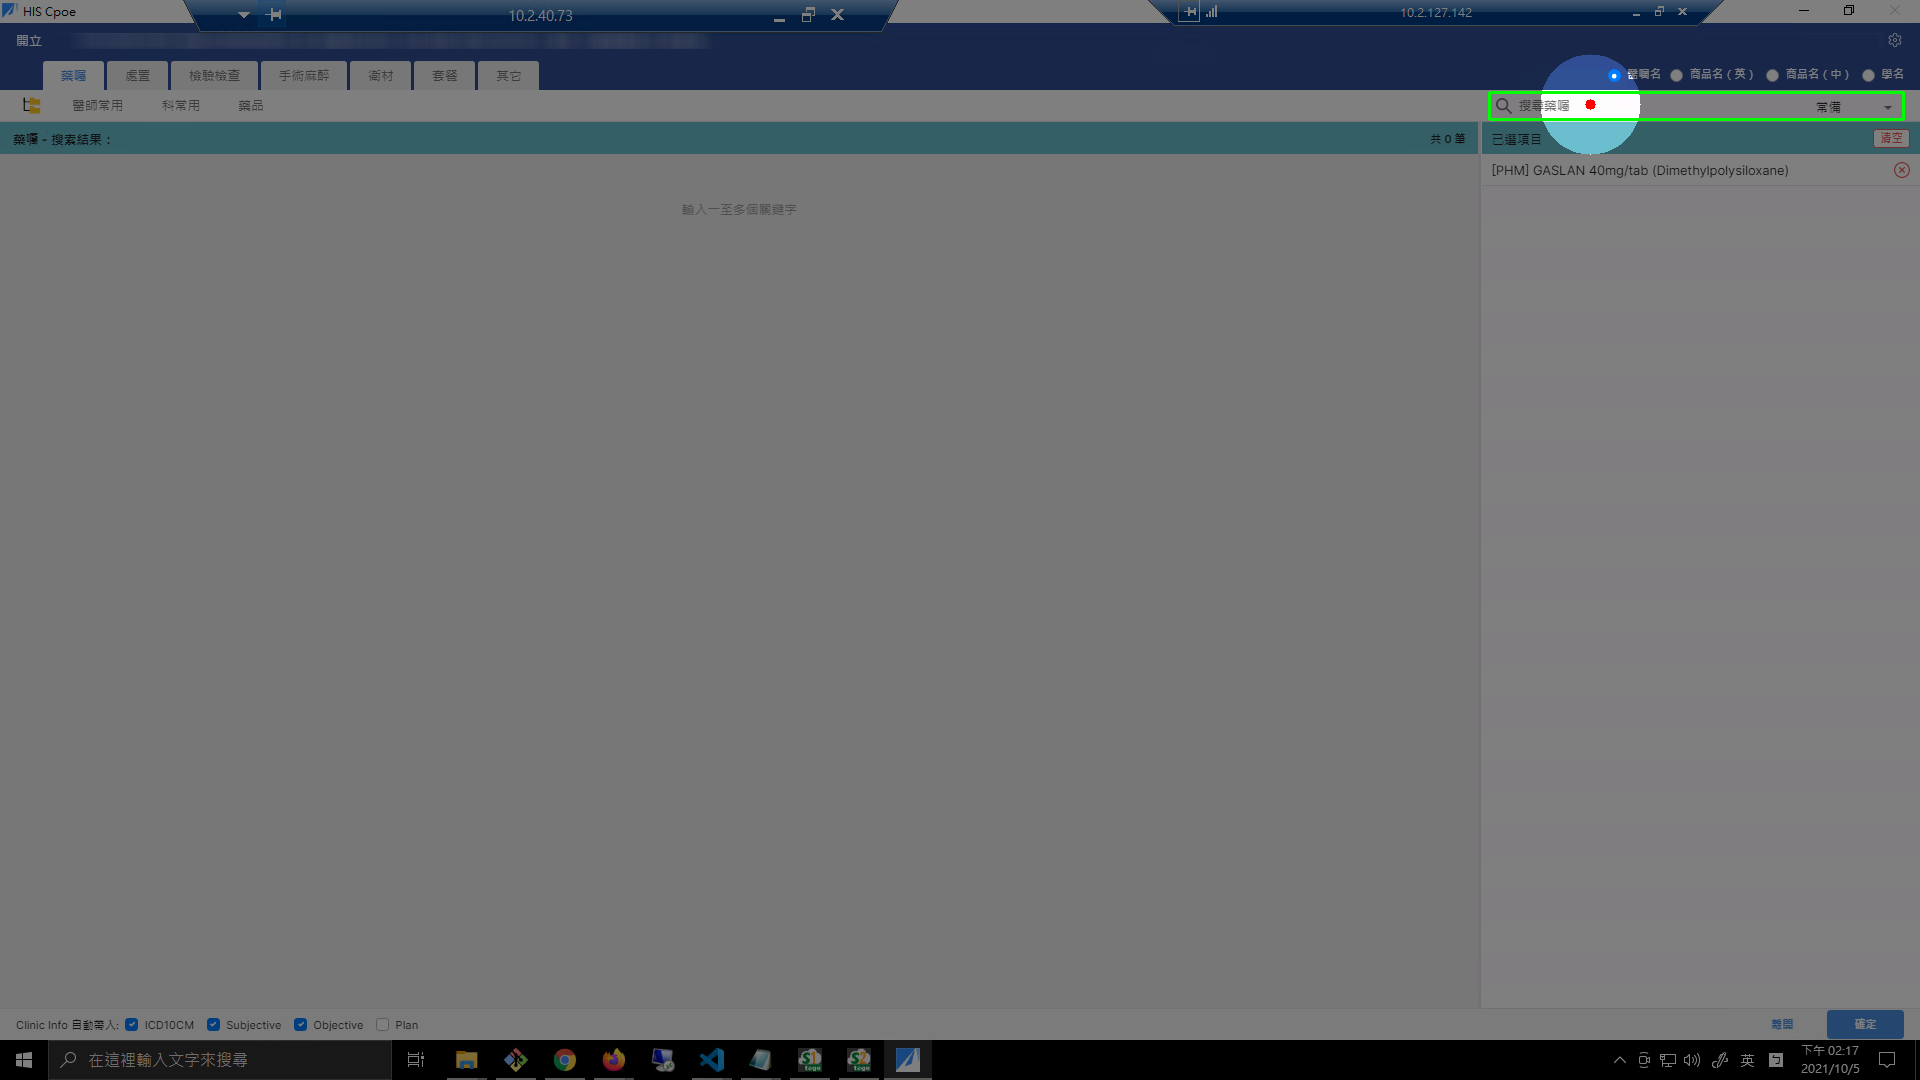 HIS Cpoe
10.2.40.73
10.2.127.142
開立
藥囑
處置
檢驗檢查
手術麻醉
衛材
套餐
其它
醫囑名
商品名 ( 英 )
商品名 ( 中 )
學名
醫師常用
科常用
藥品
搜尋藥囑
常備
藥囑 - 搜索結果 :
共 0 筆
已選項目
清空
[PHM] GASLAN 40mg/tab (Dimethylpolysiloxane)
輸入一至多個關鍵字
Clinic Info 自動帶入:
ICD10CM
Subjective
Objective
Plan
離開
確定
在這裡輸入文字來搜尋
S1
togo
S2
togo
英
下午 02:17
2021/10/5